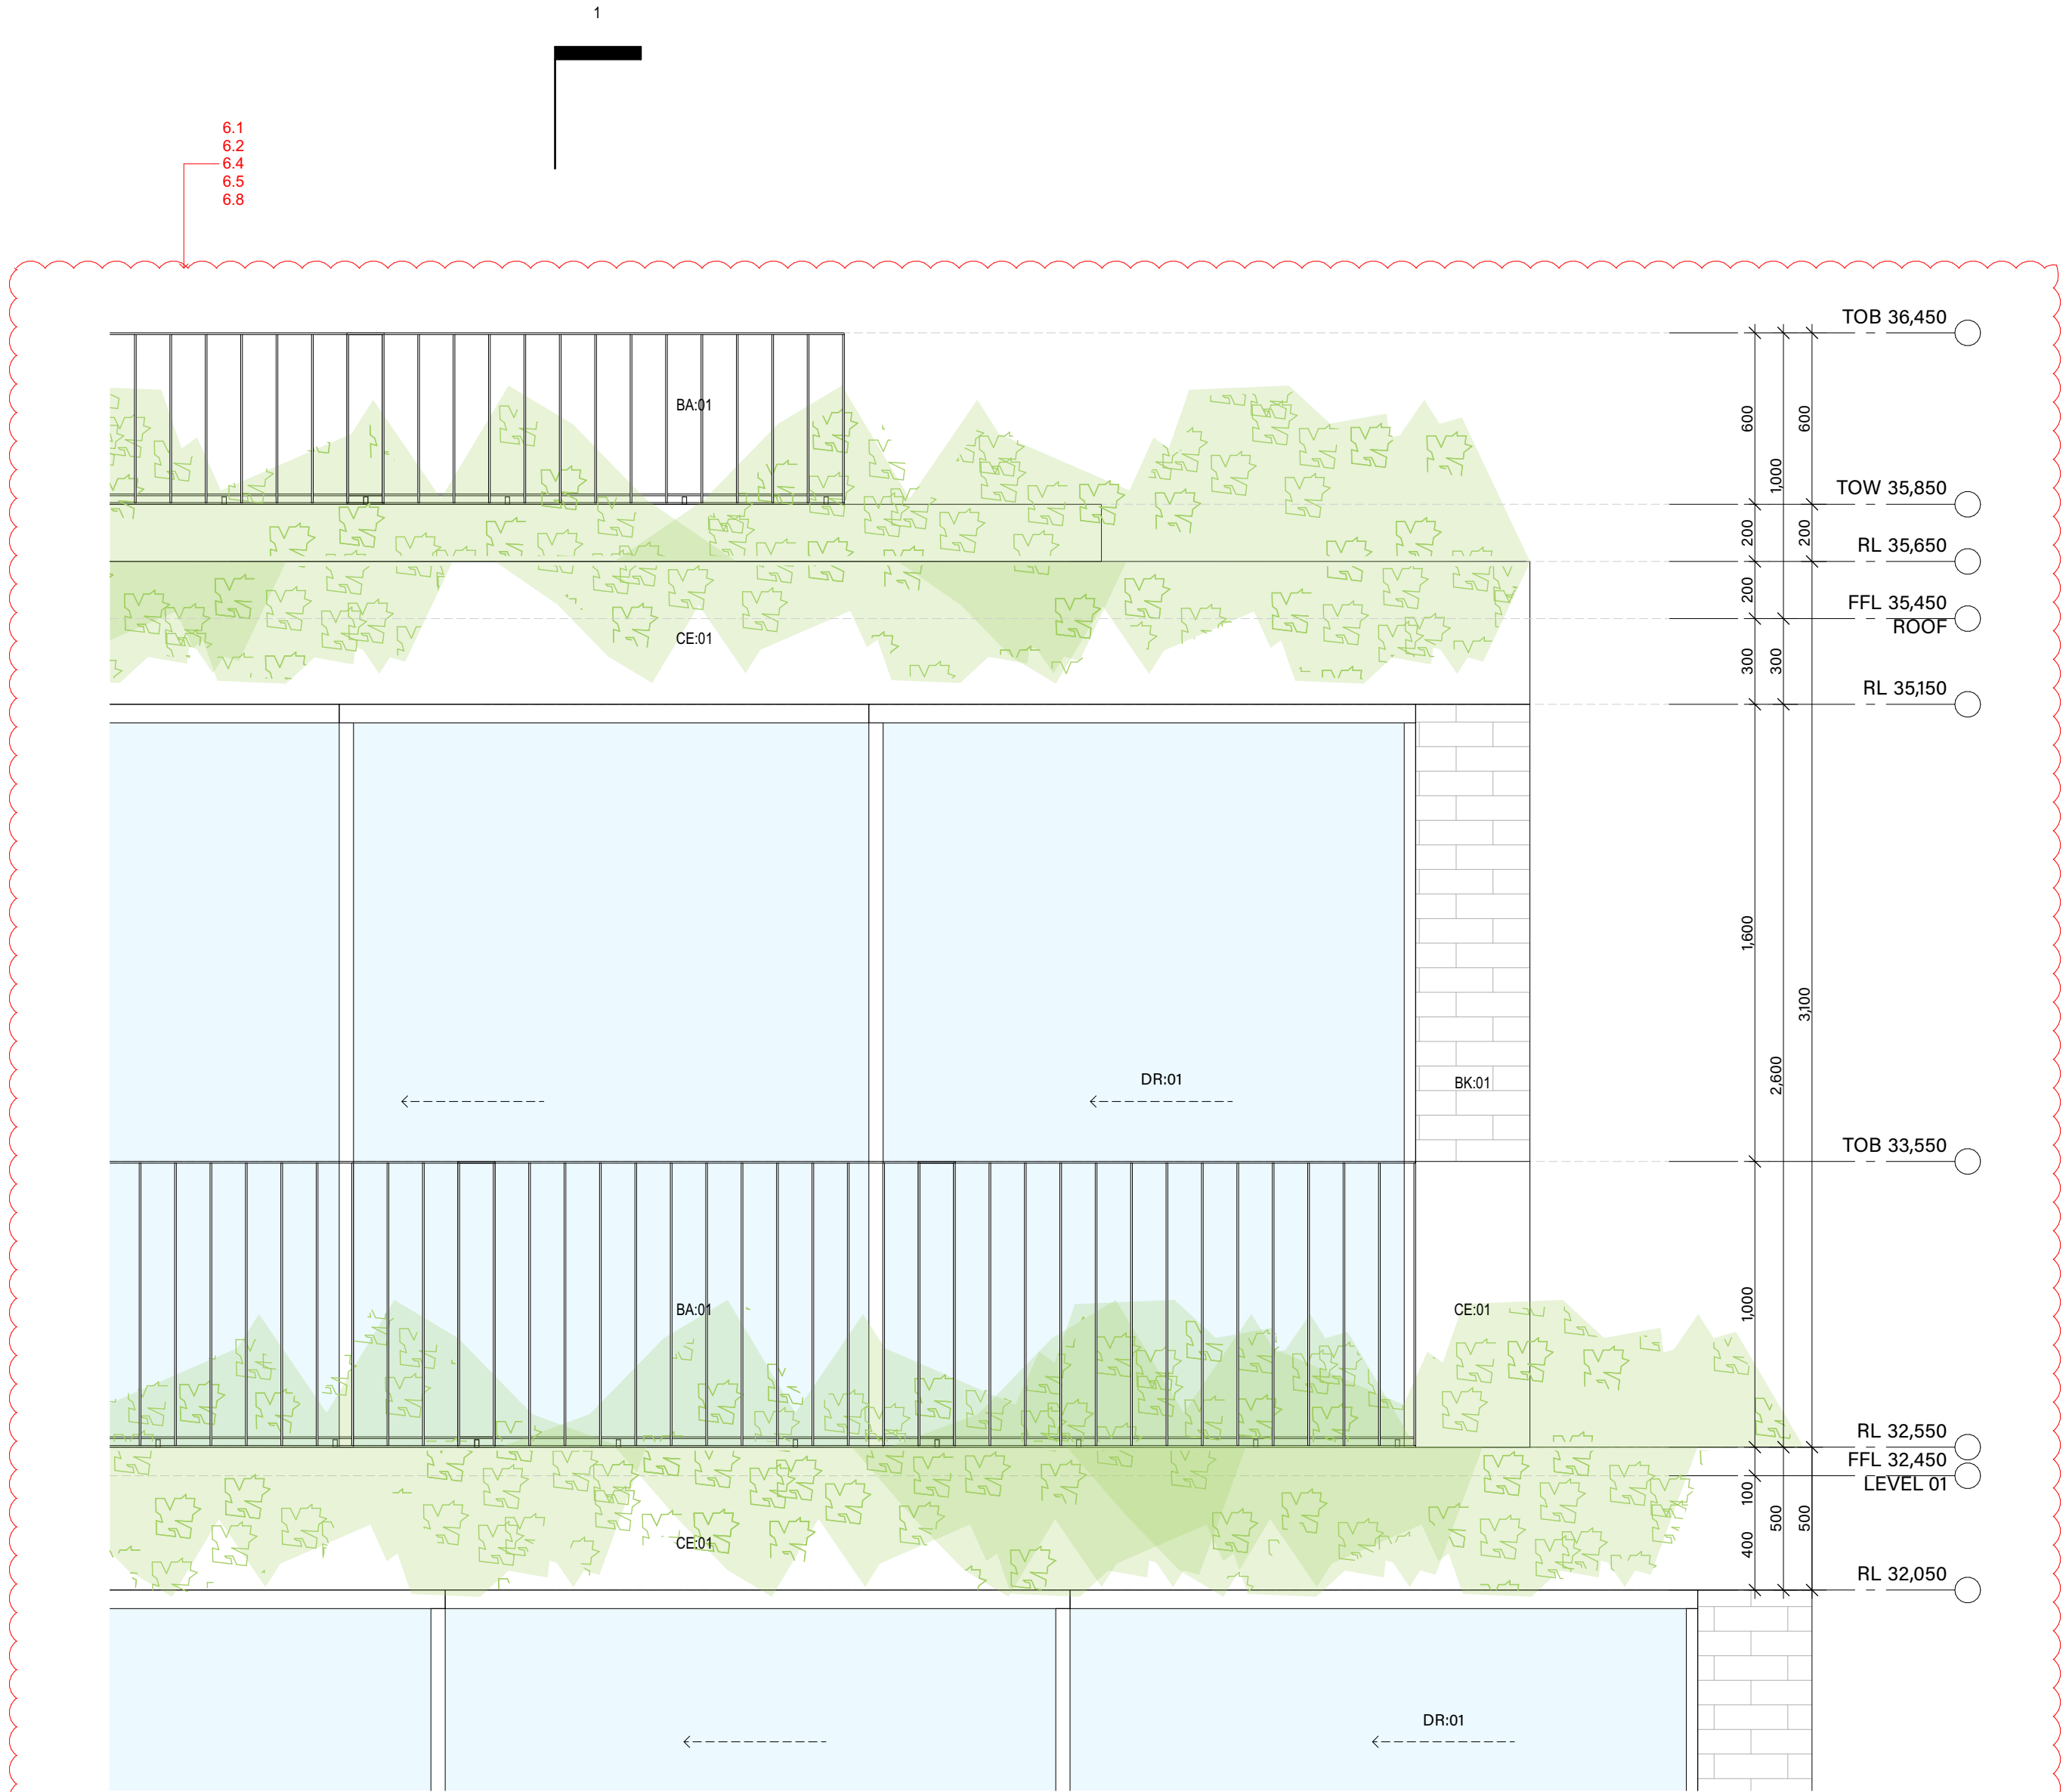 1
6.1
6.2
6.4
6.5
6.8
TOB 36,450
BA:01
600
600
1,000
TOW 35,850
200
200
RL 35,650
200
FFL 35,450
ROOF
CE:01
300
300
RL 35,150
1,600
3,100
2,600
DR:01
BK:01
TOB 33,550
BA:01
CE:01
1,000
RL 32,550
FFL 32,450
LEVEL 01
100
500
500
CE:01
400
RL 32,050
DR:01